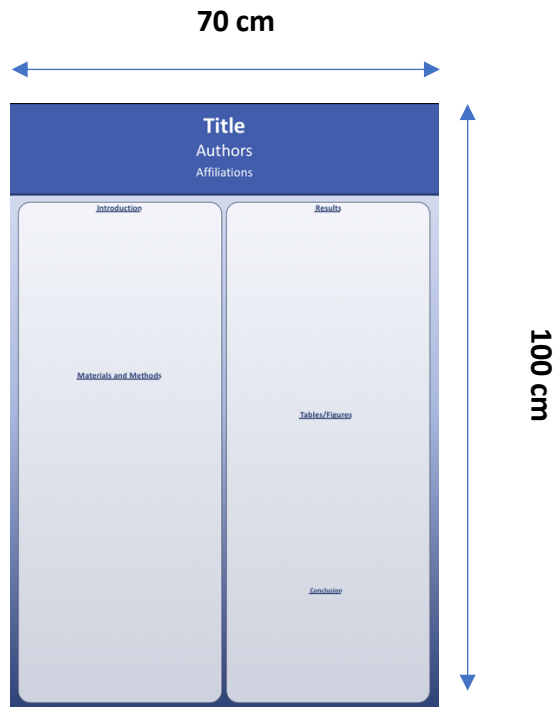 70 cm
Title
Authors
Affiliations
Introduction
Materials and Methods
Results
Tables/Figures
Conclusion
100 cm